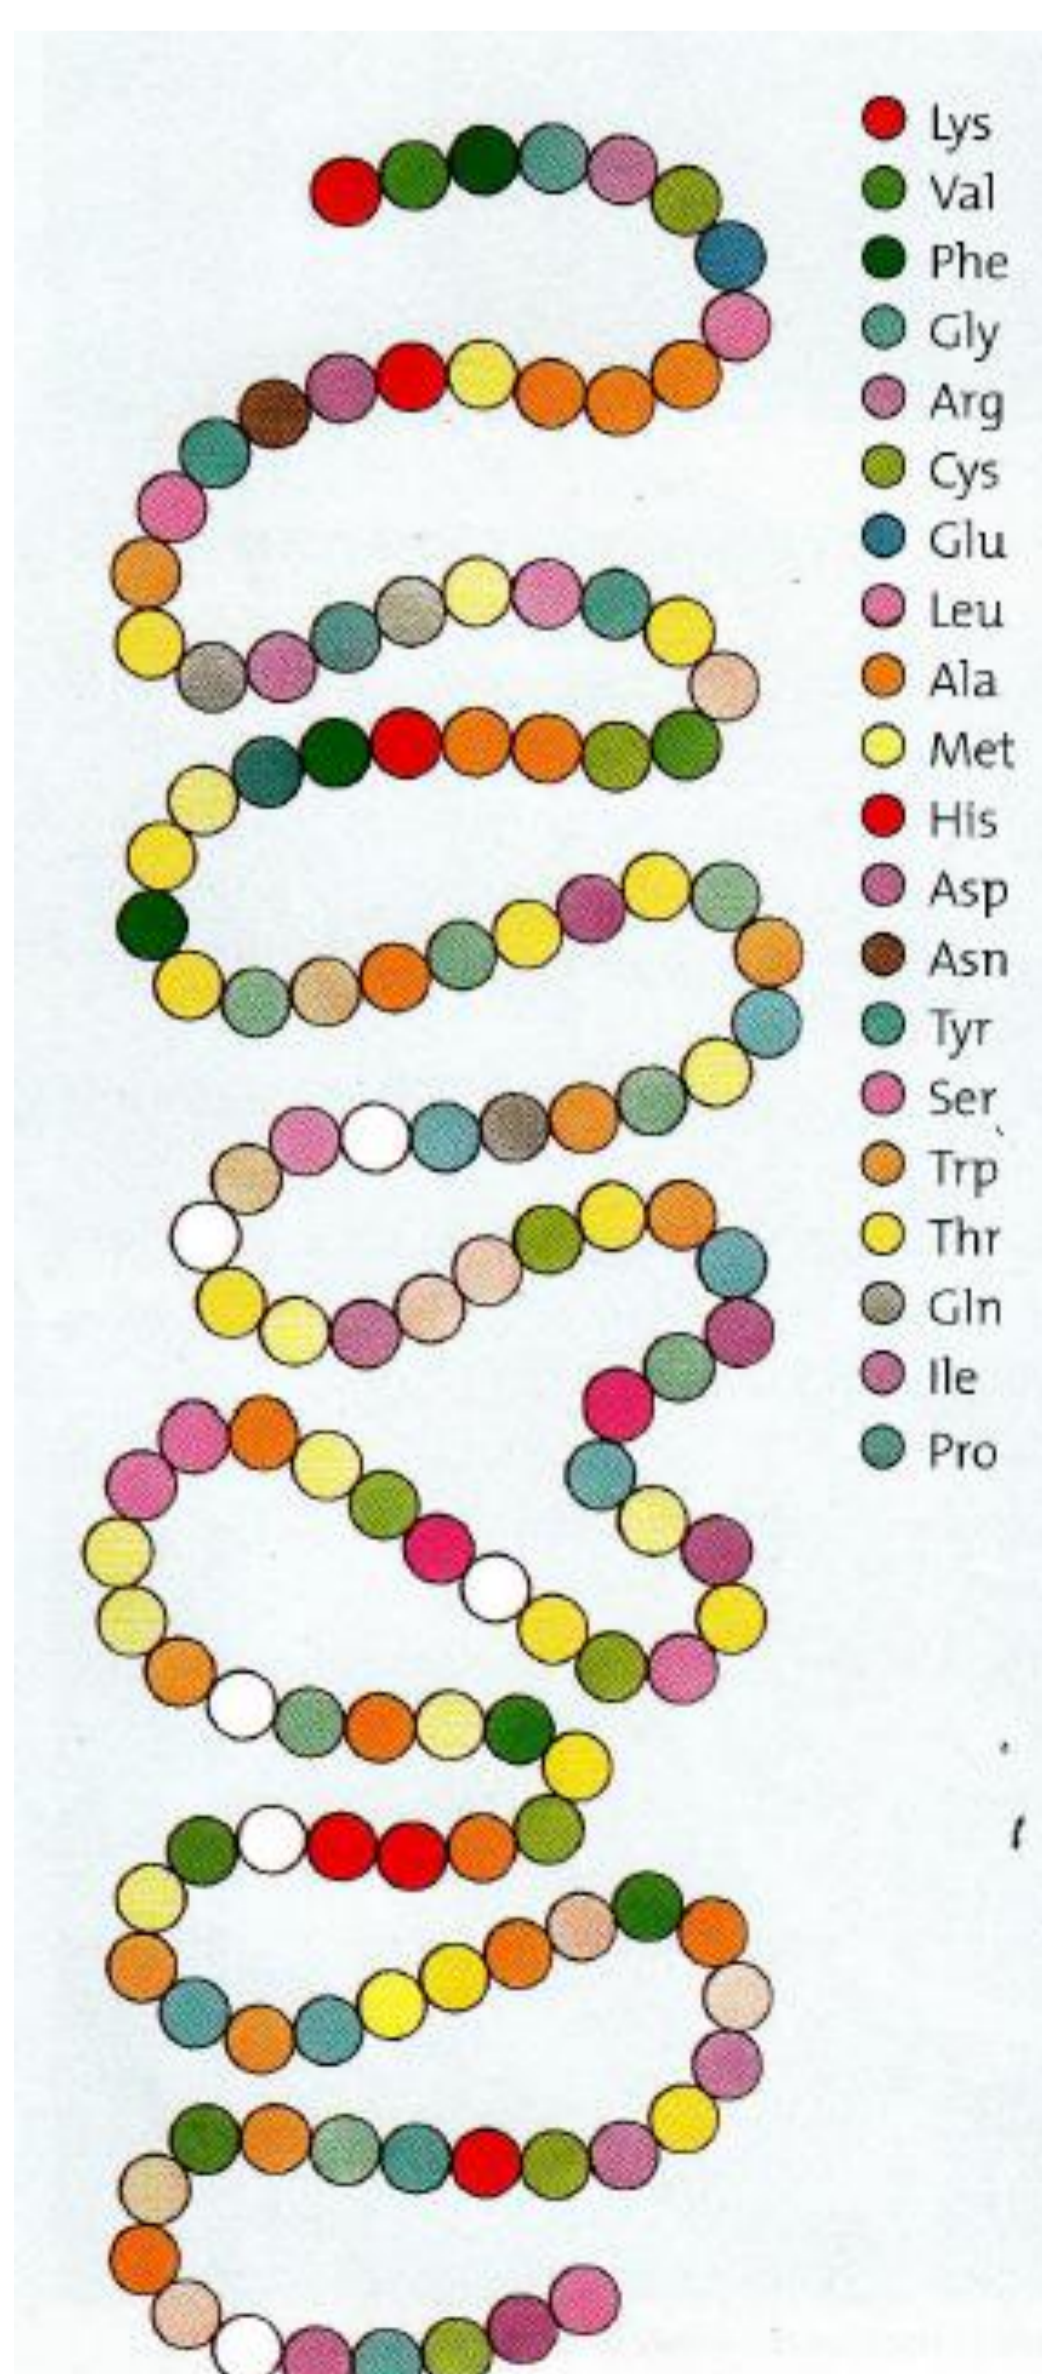 Lys
Val
Phe
Gly
Arg
Cys
Glu
Leu
Ala
Met
His
Asp
Asn
Tyr
Ser
Trp
Thr
Gln
Ile
Pro